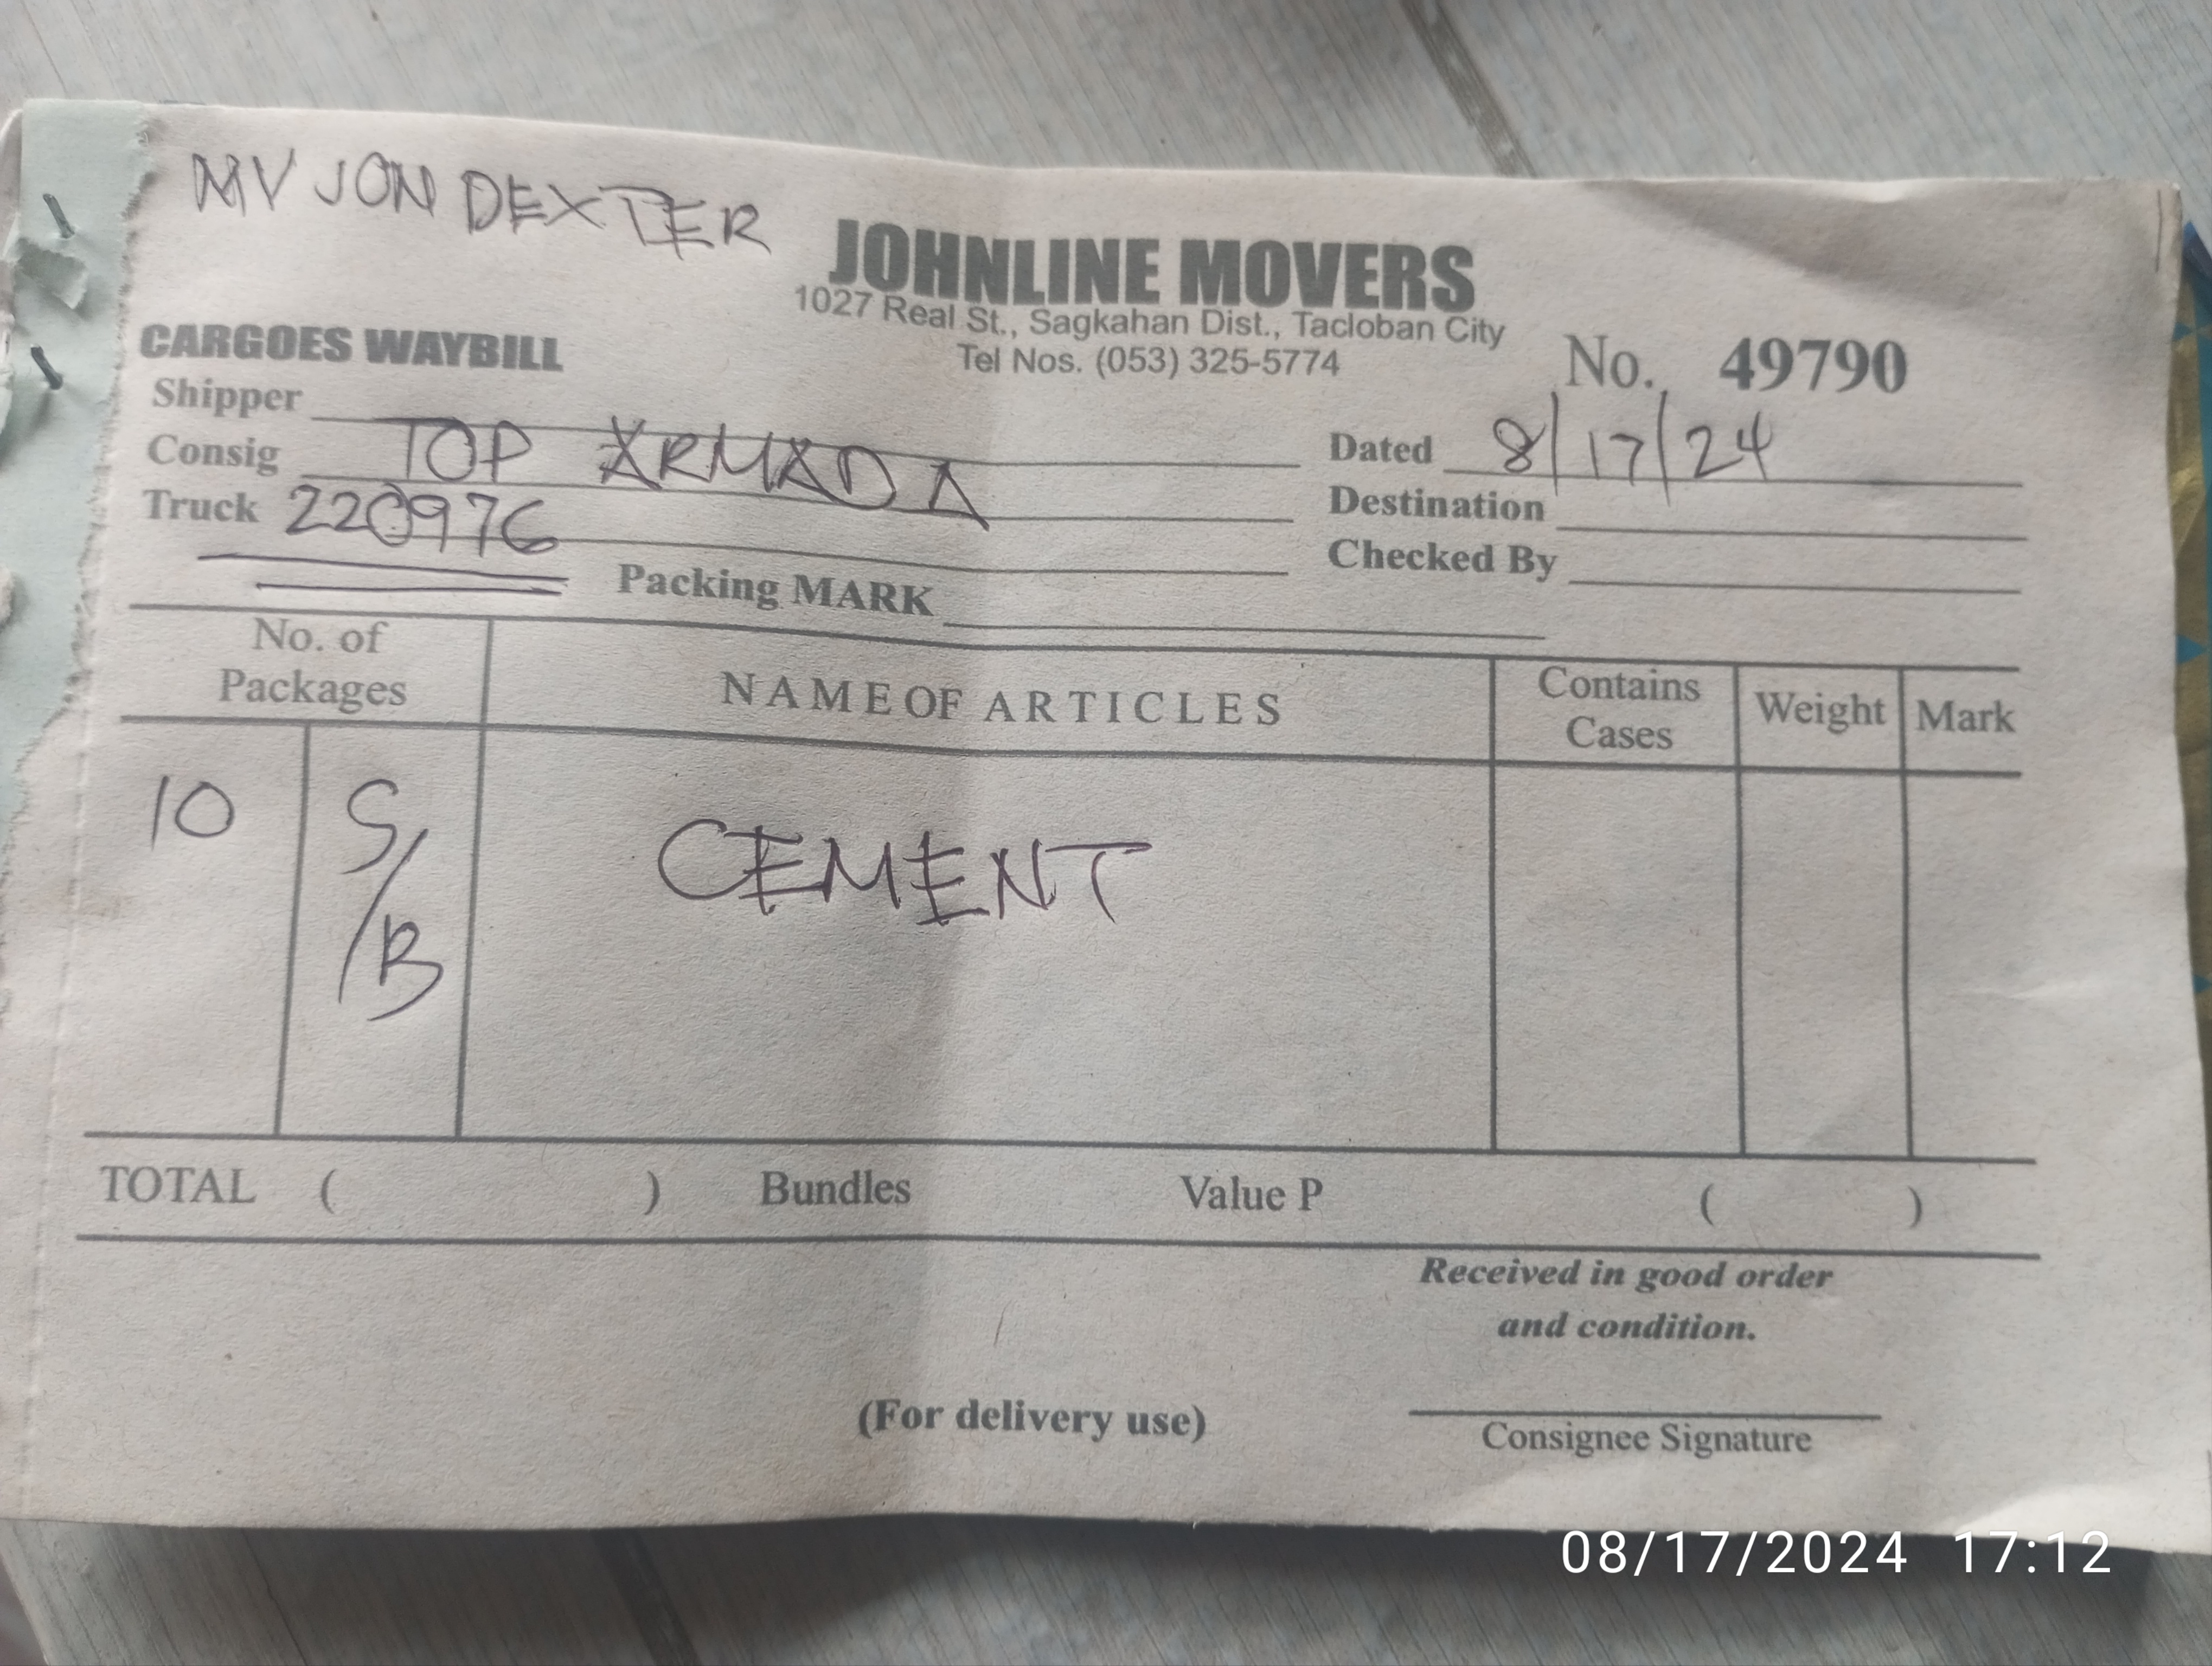 MV JON DEXTER
JOHNLINE MOVERS
1027 Real St., Sagkahan Dist., Tacloban City
Tel Nos. (053) 325-5774
CARGOES WAYBILL
No. 49790
Shipper
Consig TOP ARMADA
Truck 220976
Dated 8/17/24
Destination
Checked By
Packing MARK
No. of Packages
NAME OF ARTICLES
Contains Cases
Weight
Mark
10 S/B CEMENT
TOTAL ( ) Bundles Value P ( )
Received in good order
and condition.
(For delivery use)
Consignee Signature
08/17/2024 17:12